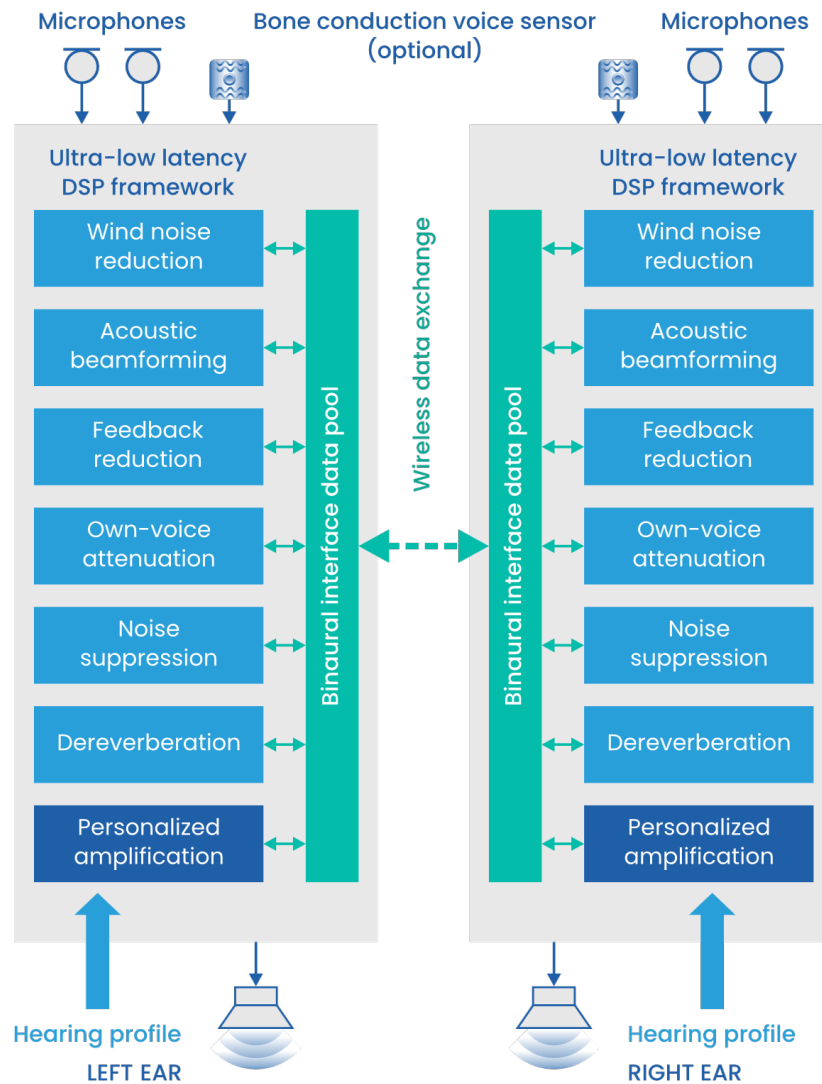 Microphones
Bone conduction voice sensor
(optional)
Microphones
Ultra-low latency
DSP framework
Wind noise
reduction
Acoustic
beamforming
Feedback
reduction
Own-voice
attenuation
Noise
suppression
Dereverberation
Personalized
amplification
Binaural interface data pool
Wireless data exchange
Binaural interface data pool
Ultra-low latency
DSP framework
Wind noise
reduction
Acoustic
beamforming
Feedback
reduction
Own-voice
attenuation
Noise
suppression
Dereverberation
Personalized
amplification
Hearing profile
LEFT EAR
Hearing profile
RIGHT EAR